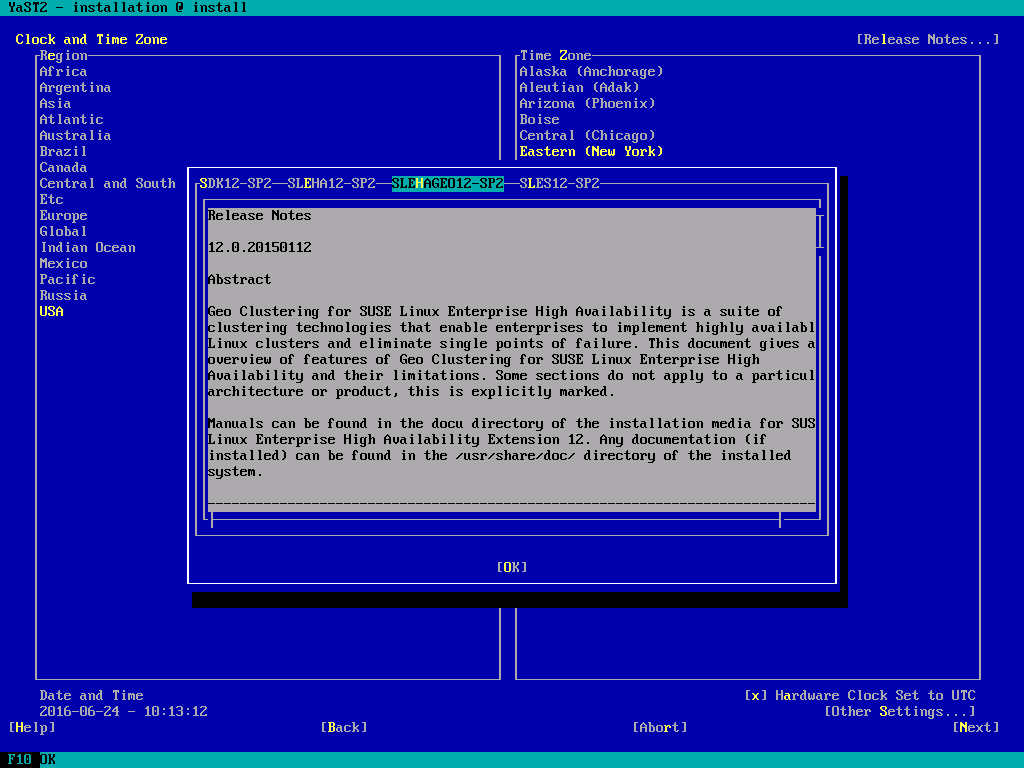 YaST2 - installation @ install
Clock and Time Zone [Release Notes...]
Region Time Zone
Africa Alaska (Anchorage)
Argentina Aleutian (Adak)
Asia Arizona (Phoenix)
Atlantic Boise
Australia Central (Chicago)
Brazil Eastern (New York)
Canada
Central and South
Etc
Europe
Global
Indian Ocean
Mexico
Pacific
Russia
USA
SDK12-SP2 SLEHA12-SP2 SLEHAGEO12-SP2 SLES12-SP2
Release Notes
12.0.20150112
Abstract
Geo Clustering for SUSE Linux Enterprise High Availability is a suite of
clustering technologies that enable enterprises to implement highly availabl
Linux clusters and eliminate single points of failure. This document gives a
overview of features of Geo Clustering for SUSE Linux Enterprise High
Availability and their limitations. Some sections do not apply to a particul
architecture or product, this is explicitly marked.
Manuals can be found in the docu directory of the installation media for SUS
Linux Enterprise High Availability Extension 12. Any documentation (if
installed) can be found in the /usr/share/doc/ directory of the installed
system.
[OK]
Date and Time [x] Hardware Clock Set to UTC
2016-06-24 - 10:13:12 [Other Settings...]
[Help] [Back] [Abort] [Next]
F10 OK